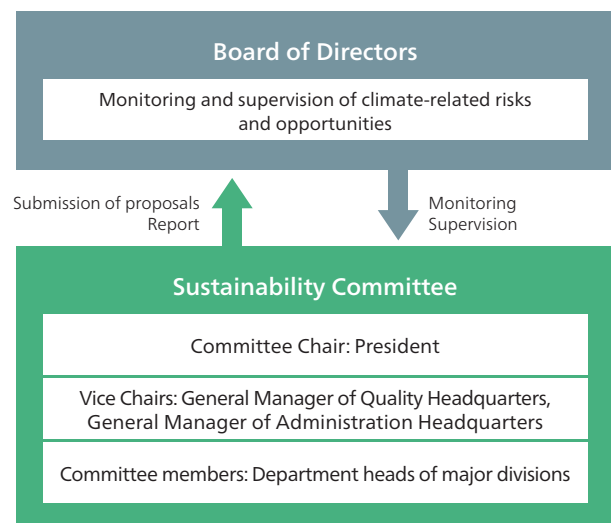 Board of Directors
Monitoring and supervision of climate-related risks
and opportunities
Submission of proposals
Report
Monitoring
Supervision
Sustainability Committee
Committee Chair: President
Vice Chairs: General Manager of Quality Headquarters,
General Manager of Administration Headquarters
Committee members: Department heads of major divisions